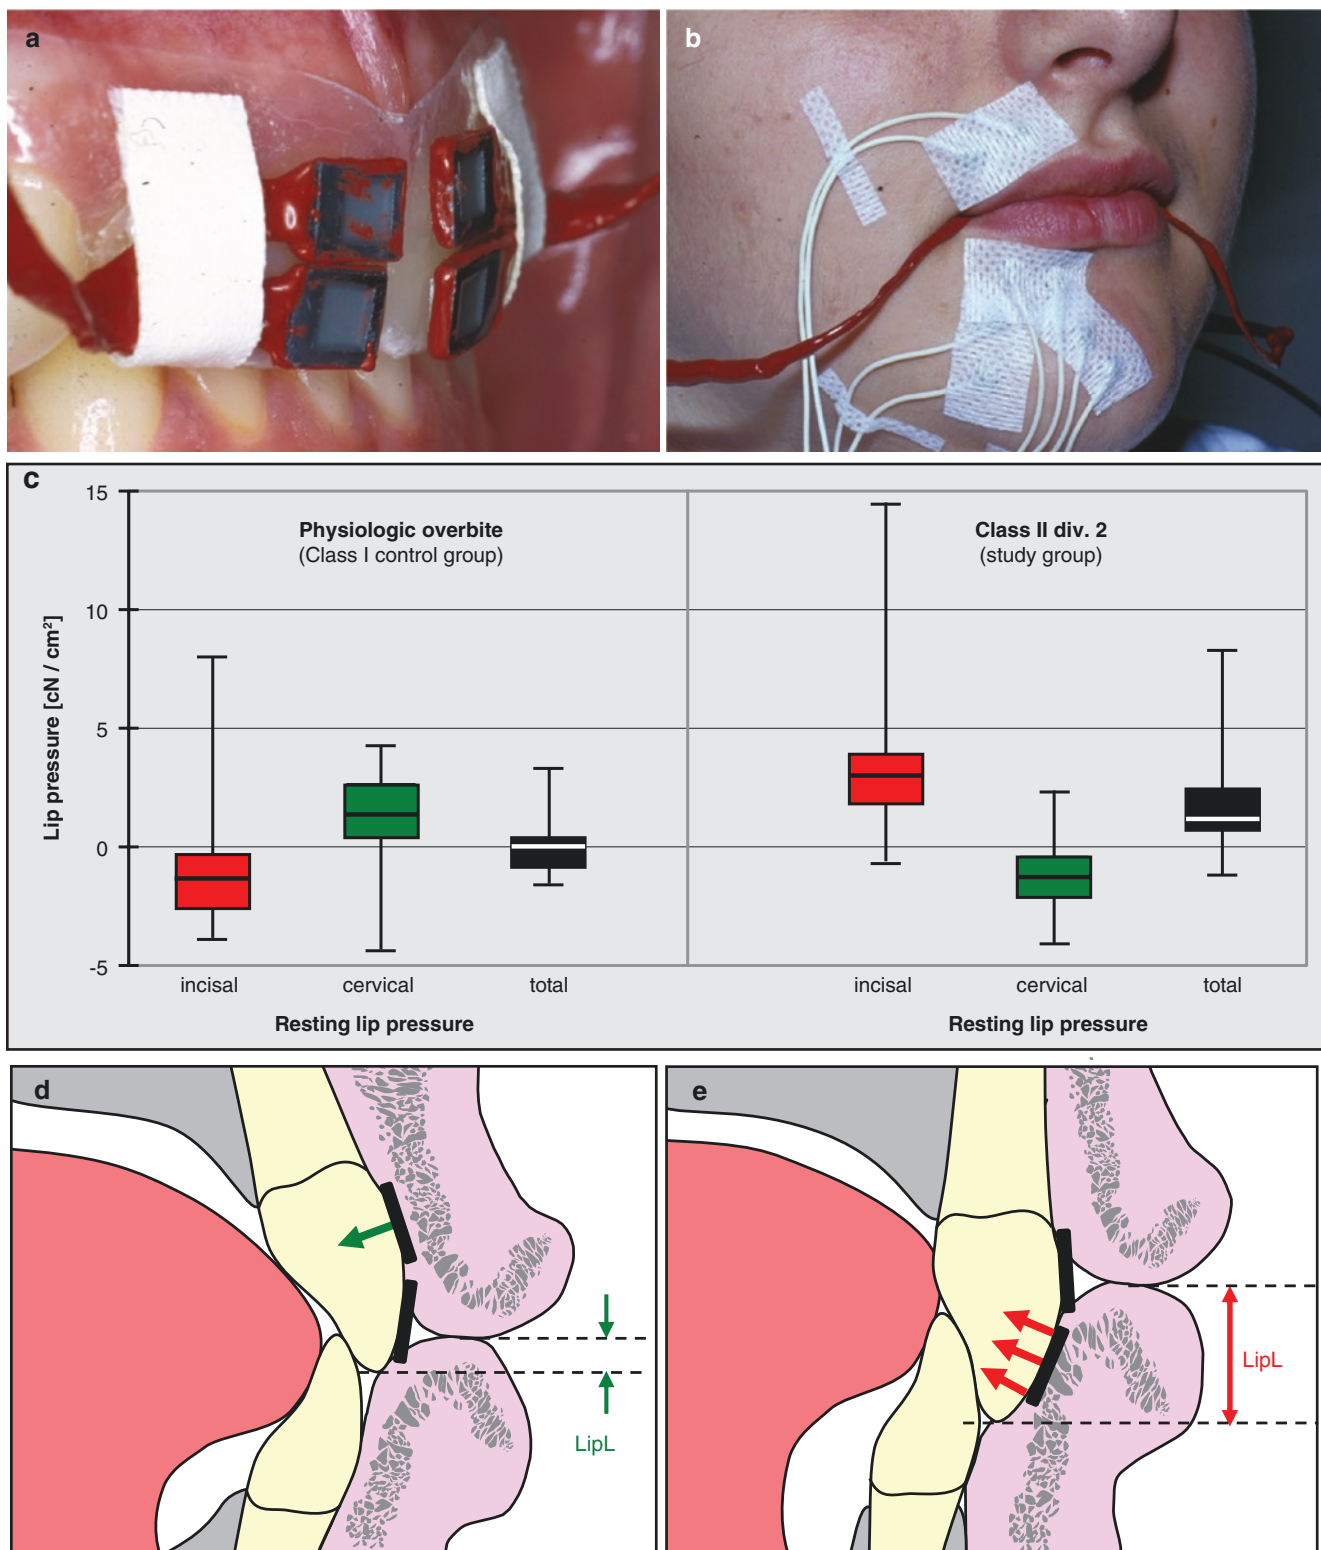 a
b
c
15
10
5
0
-5
Lip pressure [cN / cm²]
Physiologic overbite
(Class I control group)
Class II div. 2
(study group)
incisal
cervical
total
incisal
cervical
total
Resting lip pressure
Resting lip pressure
d
LipL
e
LipL